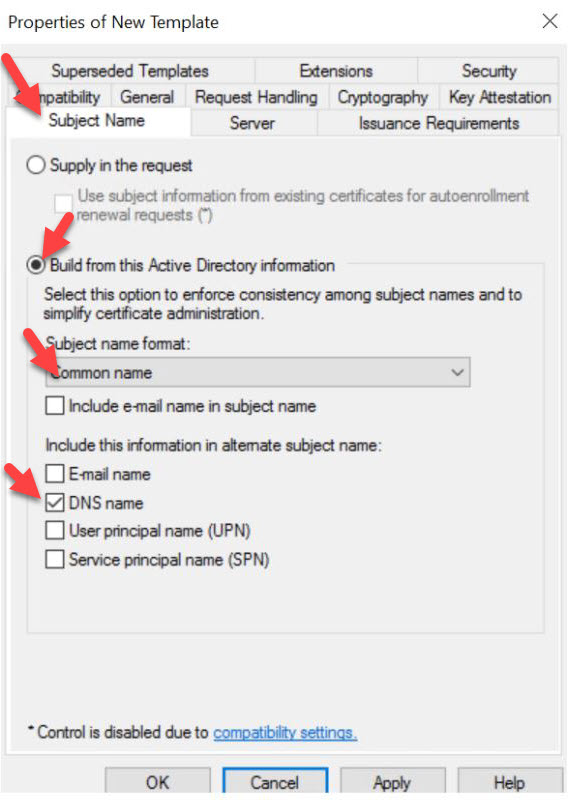 Properties of New Template
Superseded Templates Extensions Security
Compatibility General Request Handling Cryptography Key Attestation
Subject Name Server Issuance Requirements
Supply in the request
Use subject information from existing certificates for autoenrollment
renewal requests (*)
Build from this Active Directory information
Select this option to enforce consistency among subject names and to
simplify certificate administration.
Subject name format:
Common name
Include e-mail name in subject name
Include this information in alternate subject name:
E-mail name
DNS name
User principal name (UPN)
Service principal name (SPN)
* Control is disabled due to compatibility settings.
OK Cancel Apply Help